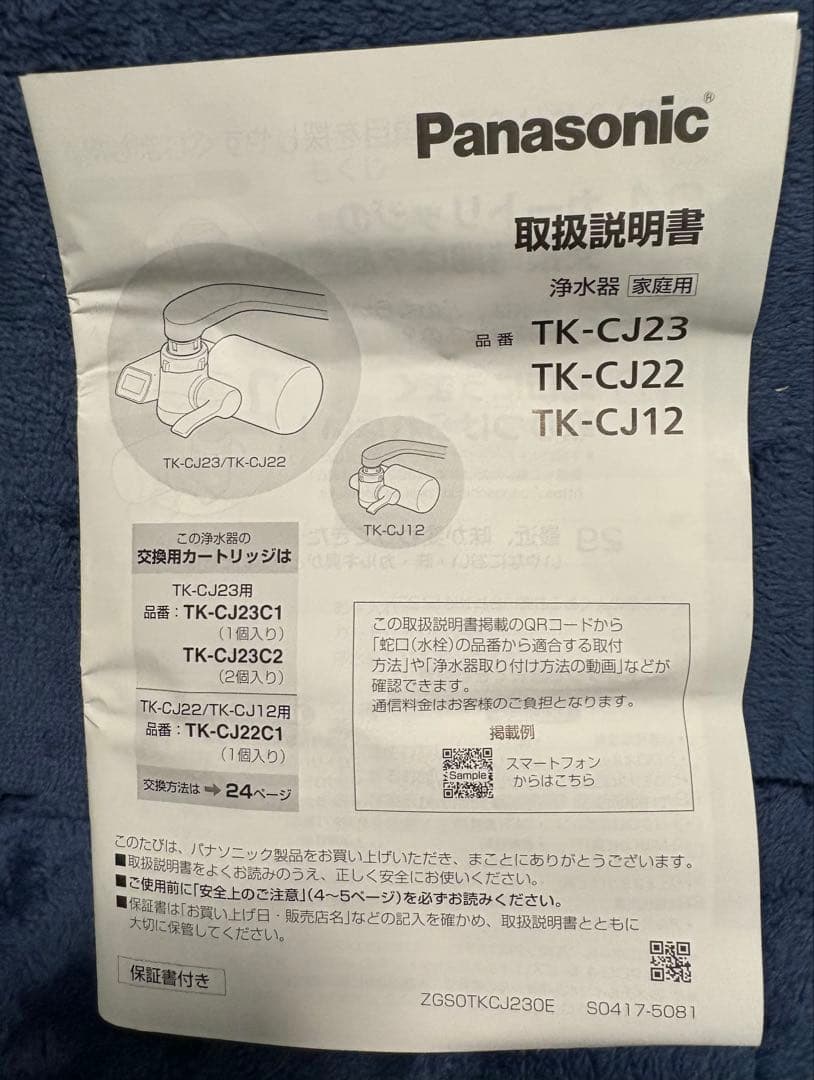 Panasonic®
取扱説明書
浄水器 家庭用
品番 TK-CJ23
TK-CJ22
TK-CJ12
TK-CJ23/TK-CJ22
TK-CJ12
この浄水器の
交換用カートリッジは
TK-CJ23用
品番：TK-CJ23C1
（1個入り）
TK-CJ23C2
（2個入り）
TK-CJ22/TK-CJ12用
品番：TK-CJ22C1
（1個入り）
交換方法は➡24ページ
この取扱説明書掲載のQRコードから
「蛇口（水栓）の品番から適合する取付
方法」や「浄水器取り付け方法の動画」などが
確認できます。
通信料金はお客様のご負担となります。
掲載例
Sample
スマートフォン
からはこちら
このたびは、パナソニック製品をお買い上げいただき、まことにありがとうございます。
■取扱説明書をよくお読みのうえ、正しく安全にお使いください。
■ご使用前に「安全上のご注意」（4～5ページ）を必ずお読みください。
■保証書は「お買い上げ日・販売店名」などの記入を確かめ、取扱説明書とともに
大切に保管してください。
保証書付き
ZGS0TKCJ230E S0417-5081